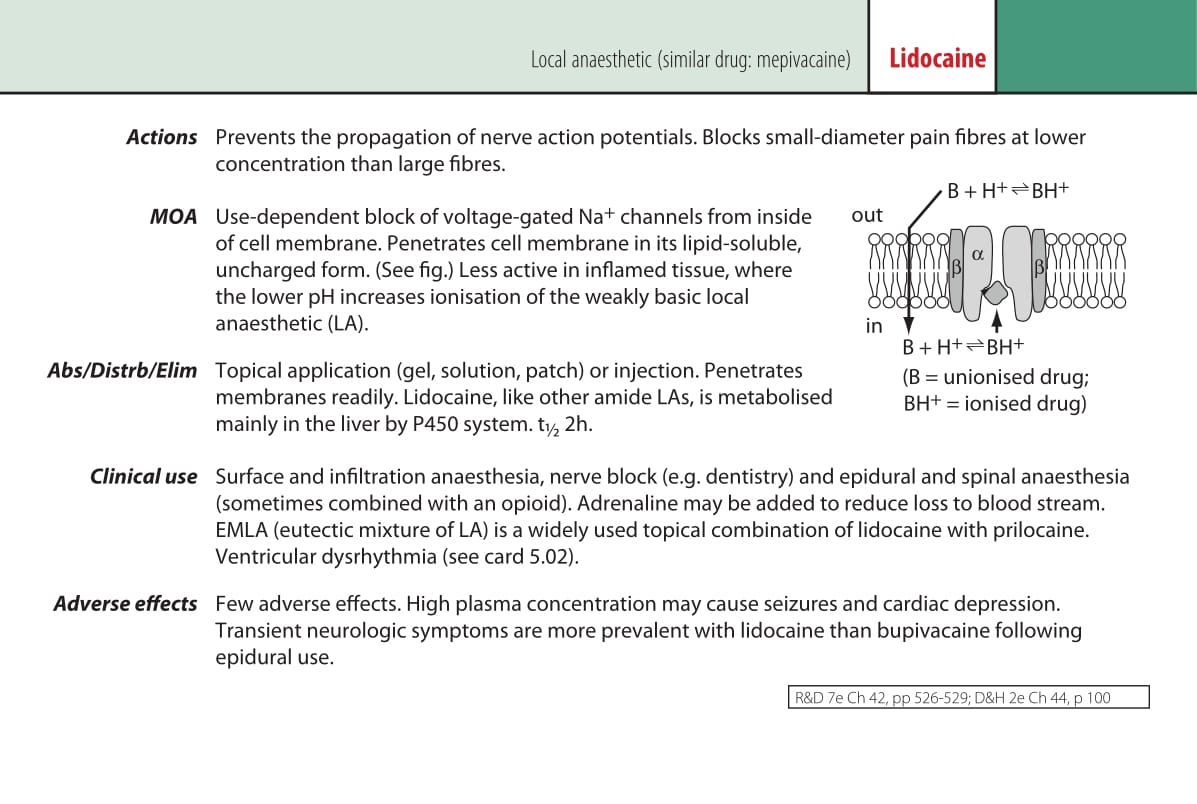 Local anaesthetic (similar drug: mepivacaine)
Lidocaine
Actions
Prevents the propagation of nerve action potentials. Blocks small-diameter pain fibres at lower
concentration than large fibres.
MOA
Use-dependent block of voltage-gated Na+ channels from inside
of cell membrane. Penetrates cell membrane in its lipid-soluble,
uncharged form. (See fig.) Less active in inflamed tissue, where
the lower pH increases ionisation of the weakly basic local
anaesthetic (LA).
B + H+ ⇌ BH+
out
β
α
β
in
B + H+ ⇌ BH+
(B = unionised drug;
BH+ = ionised drug)
Abs/Distrb/Elim
Topical application (gel, solution, patch) or injection. Penetrates
membranes readily. Lidocaine, like other amide LAs, is metabolised
mainly in the liver by P450 system. t½ 2h.
Clinical use
Surface and infiltration anaesthesia, nerve block (e.g. dentistry) and epidural and spinal anaesthesia
(sometimes combined with an opioid). Adrenaline may be added to reduce loss to blood stream.
EMLA (eutectic mixture of LA) is a widely used topical combination of lidocaine with prilocaine.
Ventricular dysrhythmia (see card 5.02).
Adverse effects
Few adverse effects. High plasma concentration may cause seizures and cardiac depression.
Transient neurologic symptoms are more prevalent with lidocaine than bupivacaine following
epidural use.
R&D 7e Ch 42, pp 526-529; D&H 2e Ch 44, p 100